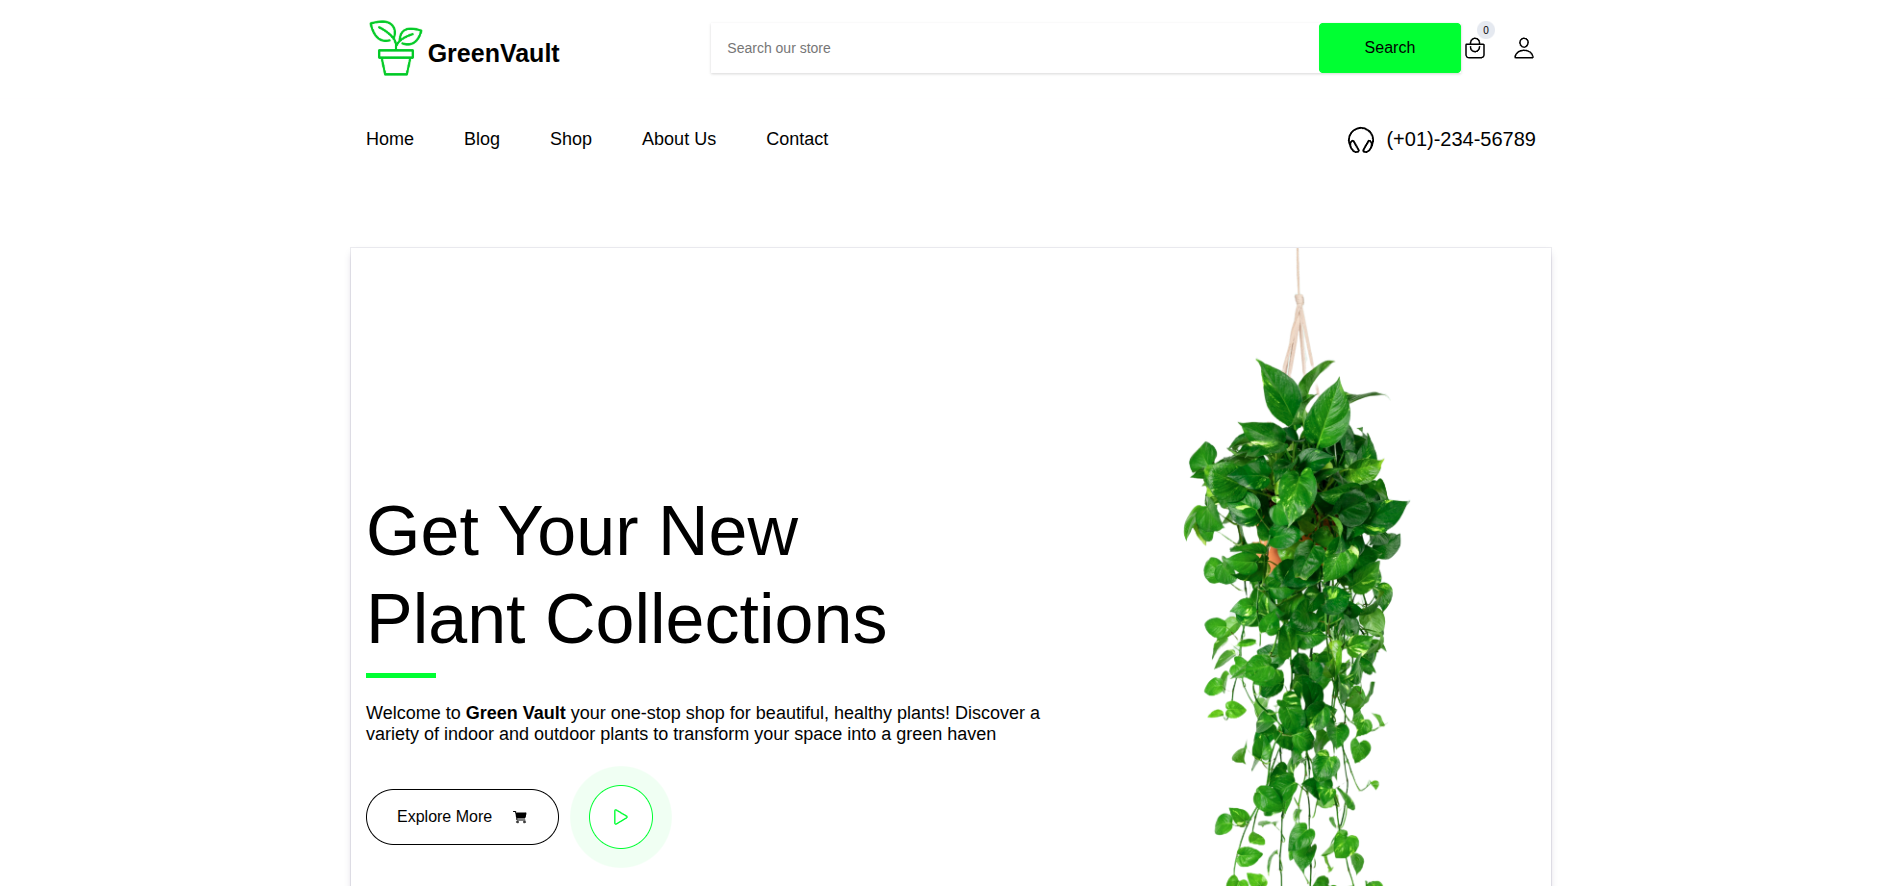 GreenVault
Search our store
Search
0
Home
Blog
Shop
About Us
Contact
(+01)-234-56789
Get Your New
Plant Collections
Welcome to Green Vault your one-stop shop for beautiful, healthy plants! Discover a
variety of indoor and outdoor plants to transform your space into a green haven
Explore More